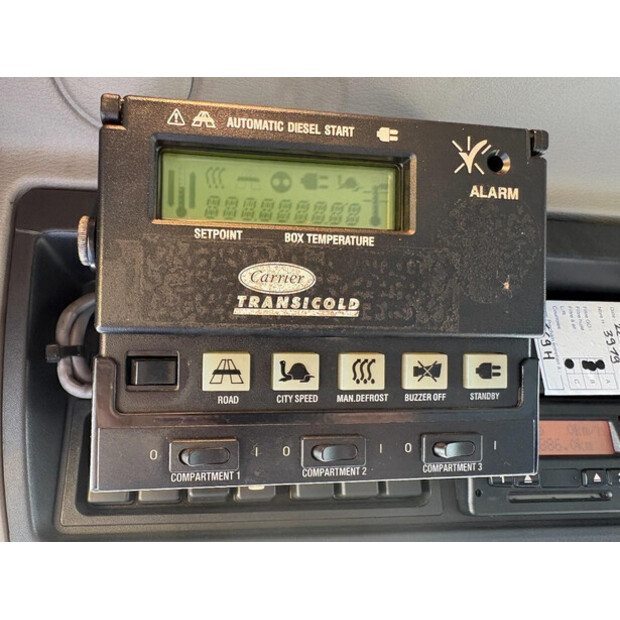 AUTOMATIC DIESEL START
ALARM
SETPOINT BOX TEMPERATURE
Carrier
TRANSICOLD
ROAD CITY SPEED MAN.DEFROST BUZZER OFF STANDBY
0 I 0 I 0 I
COMPARTMENT 1 COMPARTMENT 2 COMPARTMENT 3